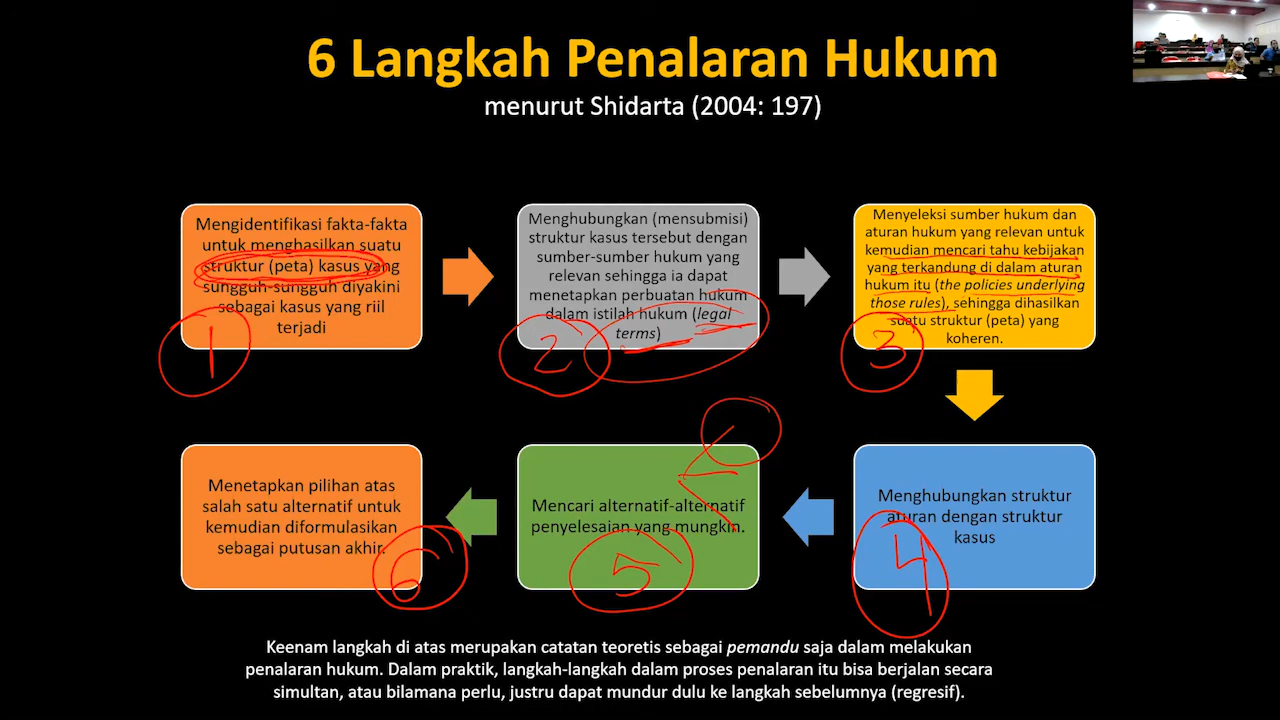 6 Langkah Penalaran Hukum
menurut Shidarta (2004: 197)
Mengidentifikasi fakta-fakta
untuk menghasilkan suatu
struktur (peta) kasus yang
sungguh-sungguh diyakini
sebagai kasus yang riil
terjadi
1
Menghubungkan (mensubmisi)
struktur kasus tersebut dengan
sumber-sumber hukum yang
relevan sehingga ia dapat
menetapkan perbuatan hukum
dalam istilah hukum (legal
terms)
2
Menyeleksi sumber hukum dan
aturan hukum yang relevan untuk
kemudian mencari tahu kebijakan
yang terkandung di dalam aturan
hukum itu (the policies underlying
those rules), sehingga dihasilkan
suatu struktur (peta) yang
koheren.
3
Menghubungkan struktur
aturan dengan struktur
kasus
4
Mencari alternatif-alternatif
penyelesaian yang mungkin.
5
Menetapkan pilihan atas
salah satu alternatif untuk
kemudian diformulasikan
sebagai putusan akhir.
6
Keenam langkah di atas merupakan catatan teoretis sebagai pemandu saja dalam melakukan
penalaran hukum. Dalam praktik, langkah-langkah dalam proses penalaran itu bisa berjalan secara
simultan, atau bilamana perlu, justru dapat mundur dulu ke langkah sebelumnya (regresif).